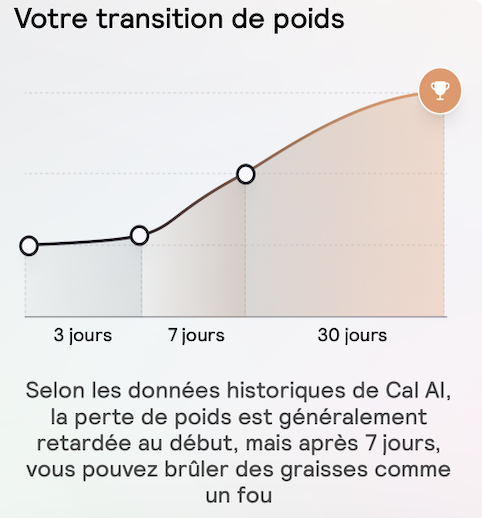 Votre transition de poids
3 jours
7 jours
30 jours
Selon les données historiques de Cal AI,
la perte de poids est généralement
retardée au début, mais après 7 jours,
vous pouvez brûler des graisses comme
un fou